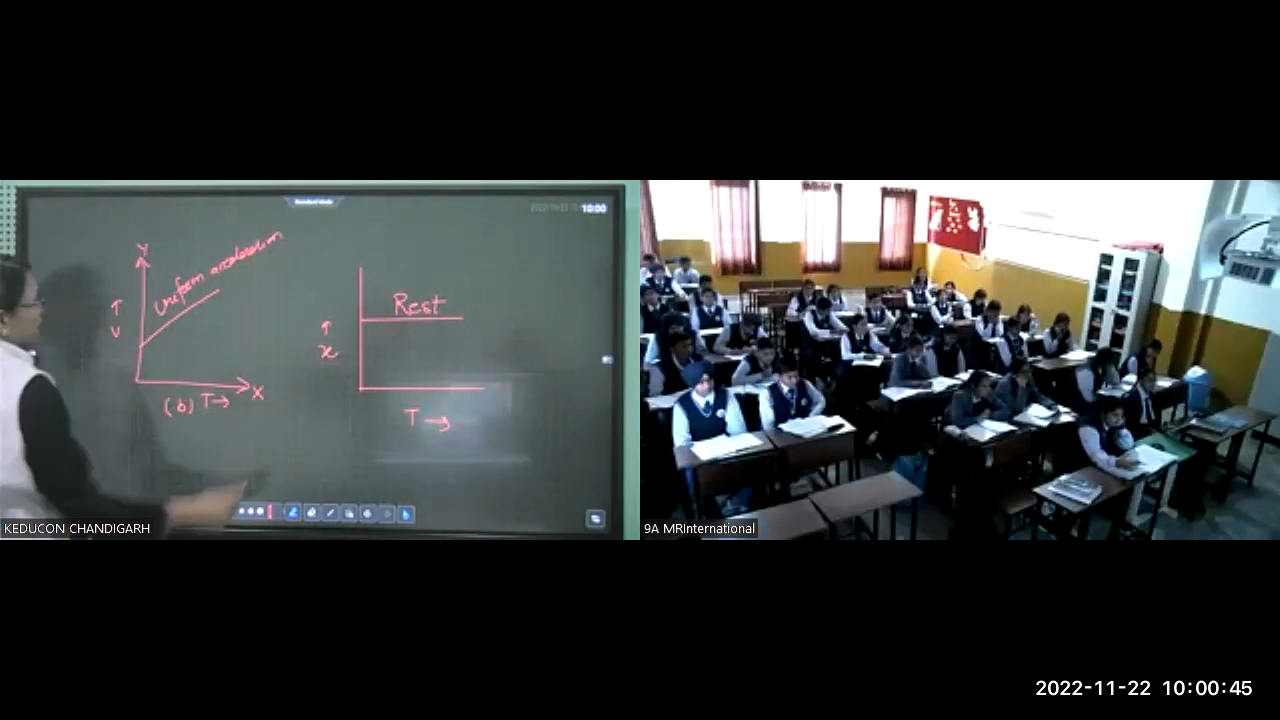 10:00
Y
Uniform acceleration
↑
v
(b) T→ X
Rest
↑
x
T →
KEDUCON CHANDIGARH
9A MRInternational
2022-11-22 10:00:45